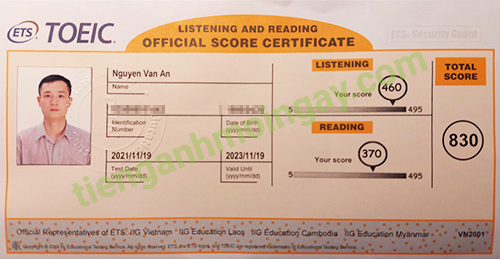 ETS TOEIC
LISTENING AND READING
OFFICIAL SCORE CERTIFICATE
ETS. Security Guard
Nguyen Van An
Name
Identification
Number
Date of Birth
(yyyy/mm/dd)
2021/11/19
Test Date
(yyyy/mm/dd)
2023/11/19
Valid Until
(yyyy/mm/dd)
LISTENING
Your score
460
5
495
READING
Your score
370
5
495
TOTAL
SCORE
830
tienganhmoingay.com
Official Representatives of ETS: IIG Vietnam IIG Education Laos IIG Education Cambodia IIG Education Myanmar
VN2001